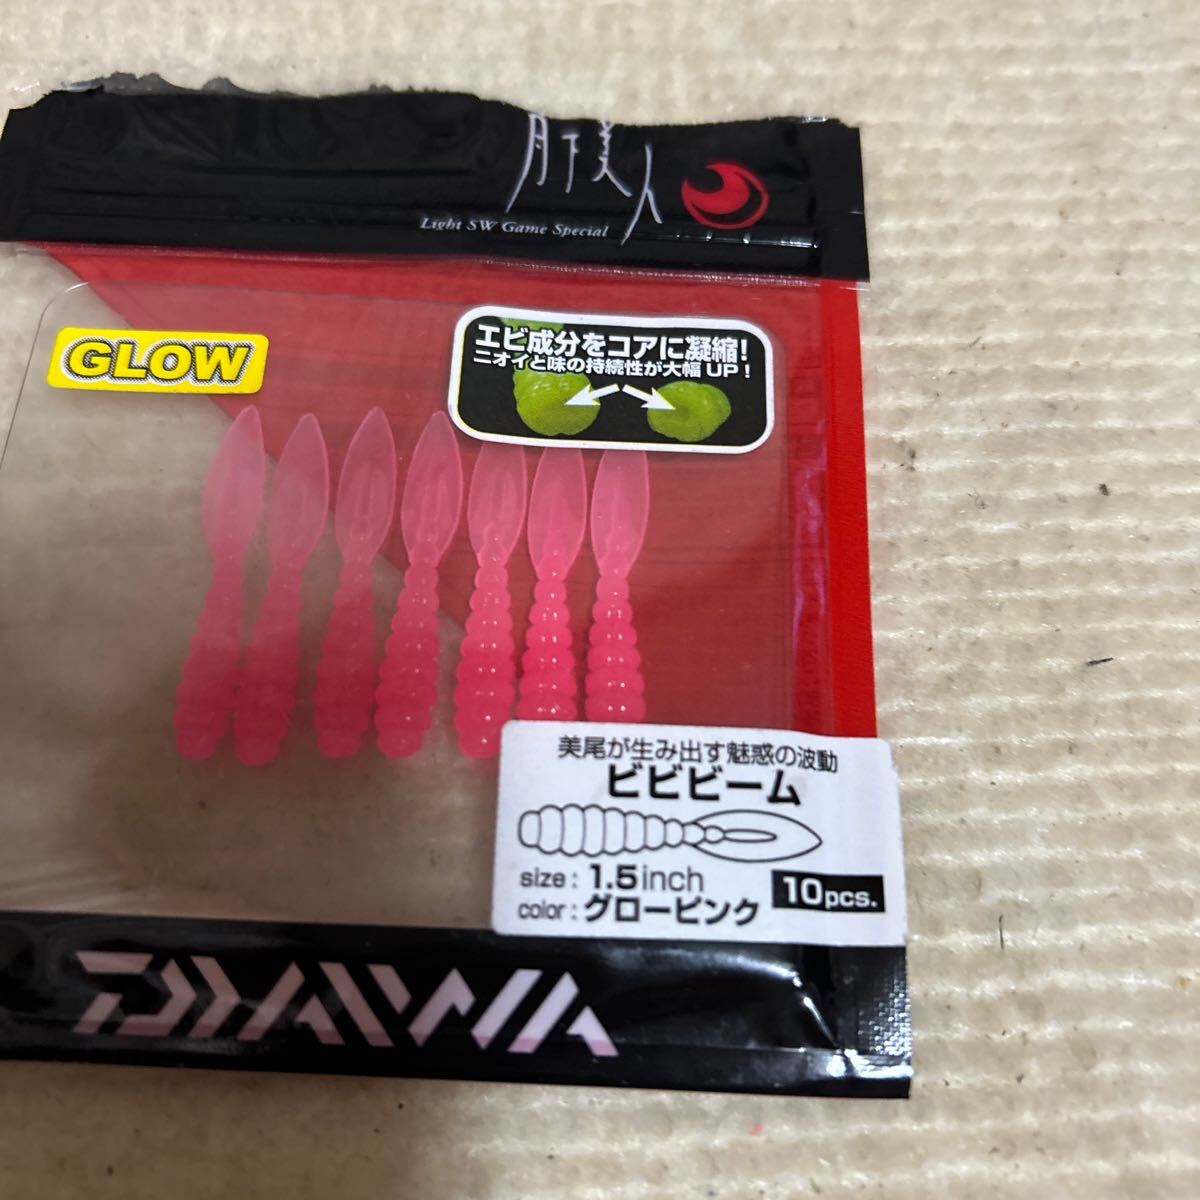 月下美人
Light SW Game Special
GLOW
エビ成分をコアに凝縮!
ニオイと味の持続性が大幅UP!
美尾が生み出す魅惑の波動
ビビビーム
size : 1.5inch
10pcs.
color : グローピンク
DAIWA